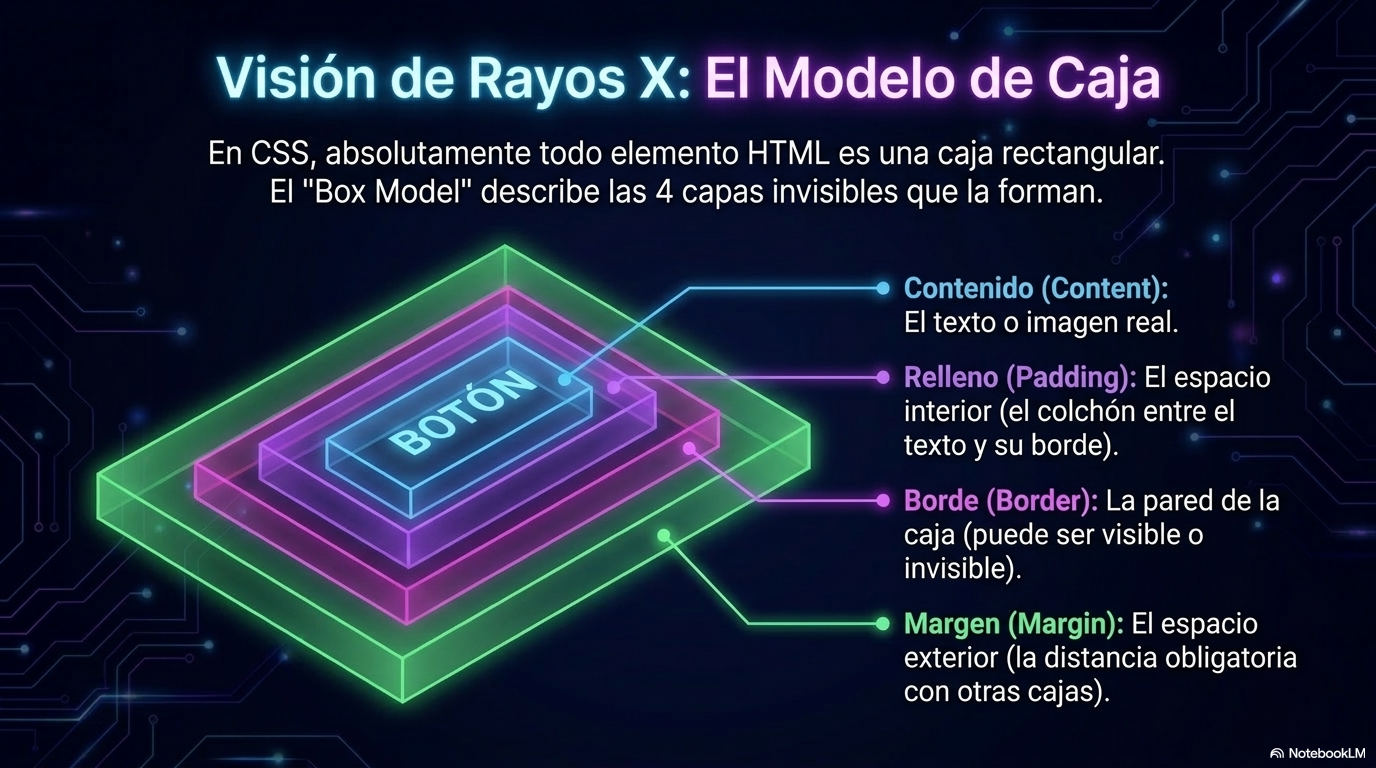 Visión de Rayos X: El Modelo de Caja
En CSS, absolutamente todo elemento HTML es una caja rectangular.
El "Box Model" describe las 4 capas invisibles que la forman.
BOTÓN
Contenido (Content):
El texto o imagen real.
Relleno (Padding): El espacio
interior (el colchón entre el
texto y su borde).
Borde (Border): La pared de la
caja (puede ser visible o
invisible).
Margen (Margin): El espacio
exterior (la distancia obligatoria
con otras cajas).
NotebookLM